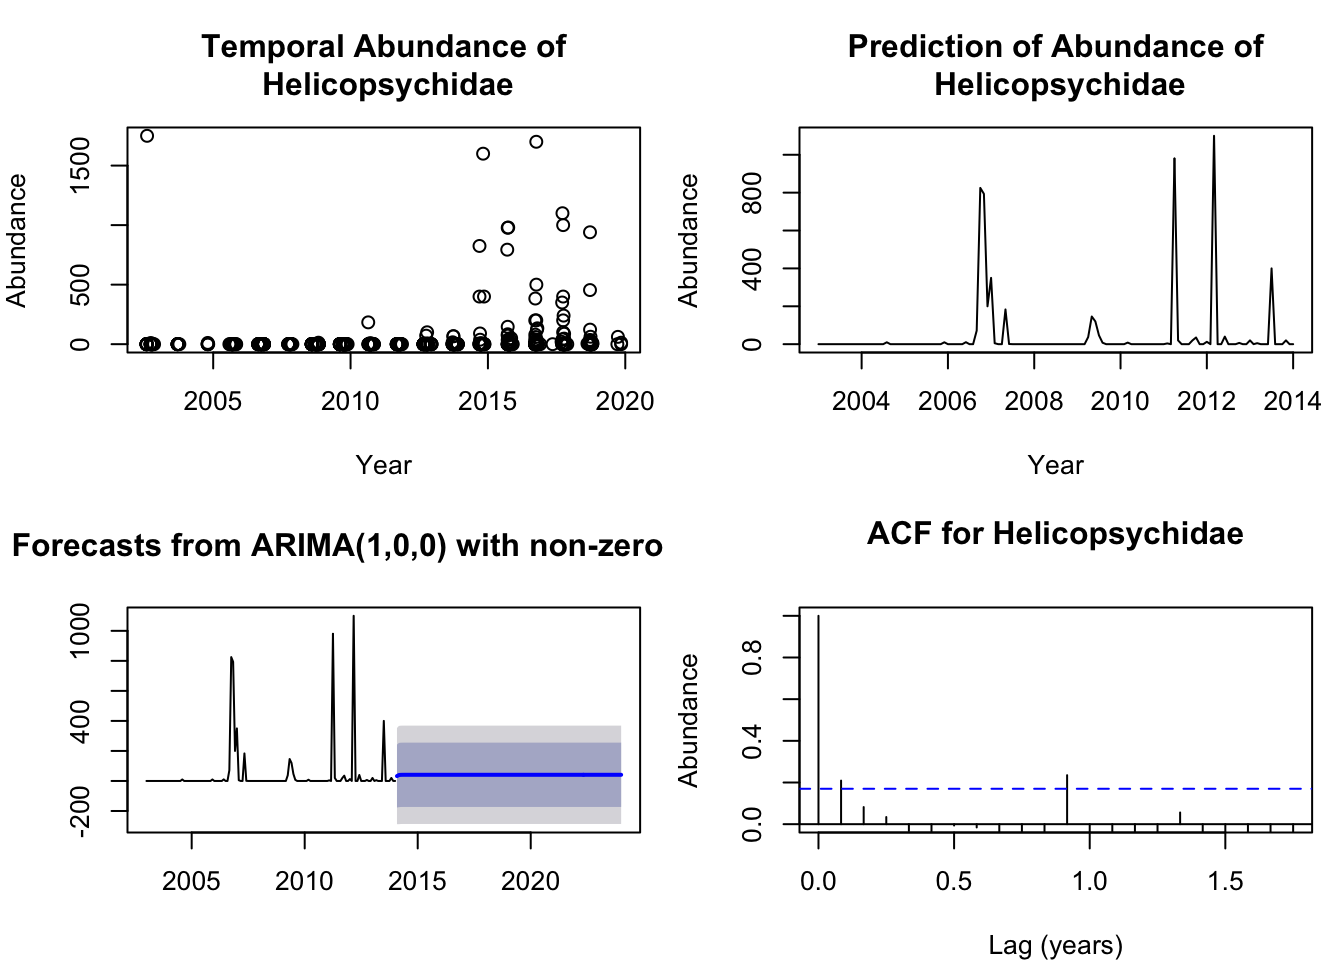 Temporal Abundance of
Helicopsychidae
Abundance
0
500
1500
2005 2010 2015 2020
Year
Prediction of Abundance of
Helicopsychidae
Abundance
0
400
800
2004 2006 2008 2010 2012 2014
Year
Forecasts from ARIMA(1,0,0) with non-zero
-200
400
1000
2005 2010 2015 2020
ACF for Helicopsychidae
Abundance
0.0
0.4
0.8
0.0 0.5 1.0 1.5
Lag (years)